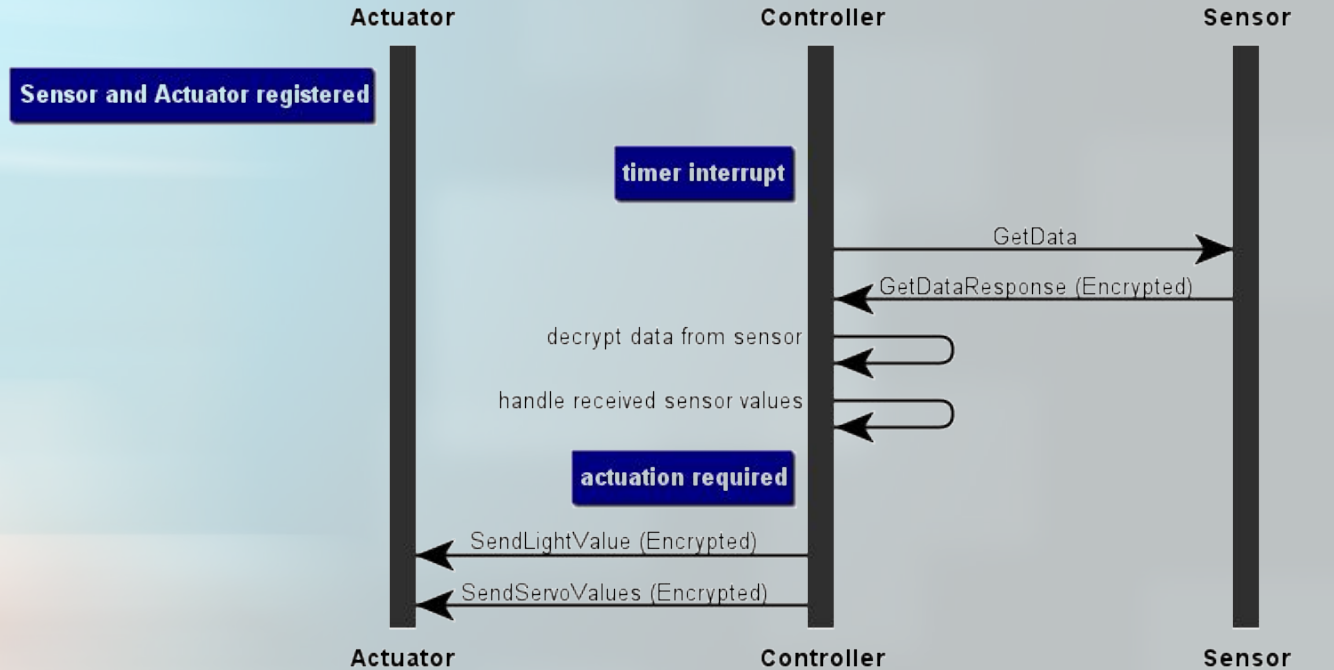 Actuator
Controller
Sensor
Sensor and Actuator registered
timer interrupt
GetData
GetDataResponse (Encrypted)
decrypt data from sensor
handle received sensor values
actuation required
SendLightValue (Encrypted)
SendServoValues (Encrypted)
Actuator
Controller
Sensor